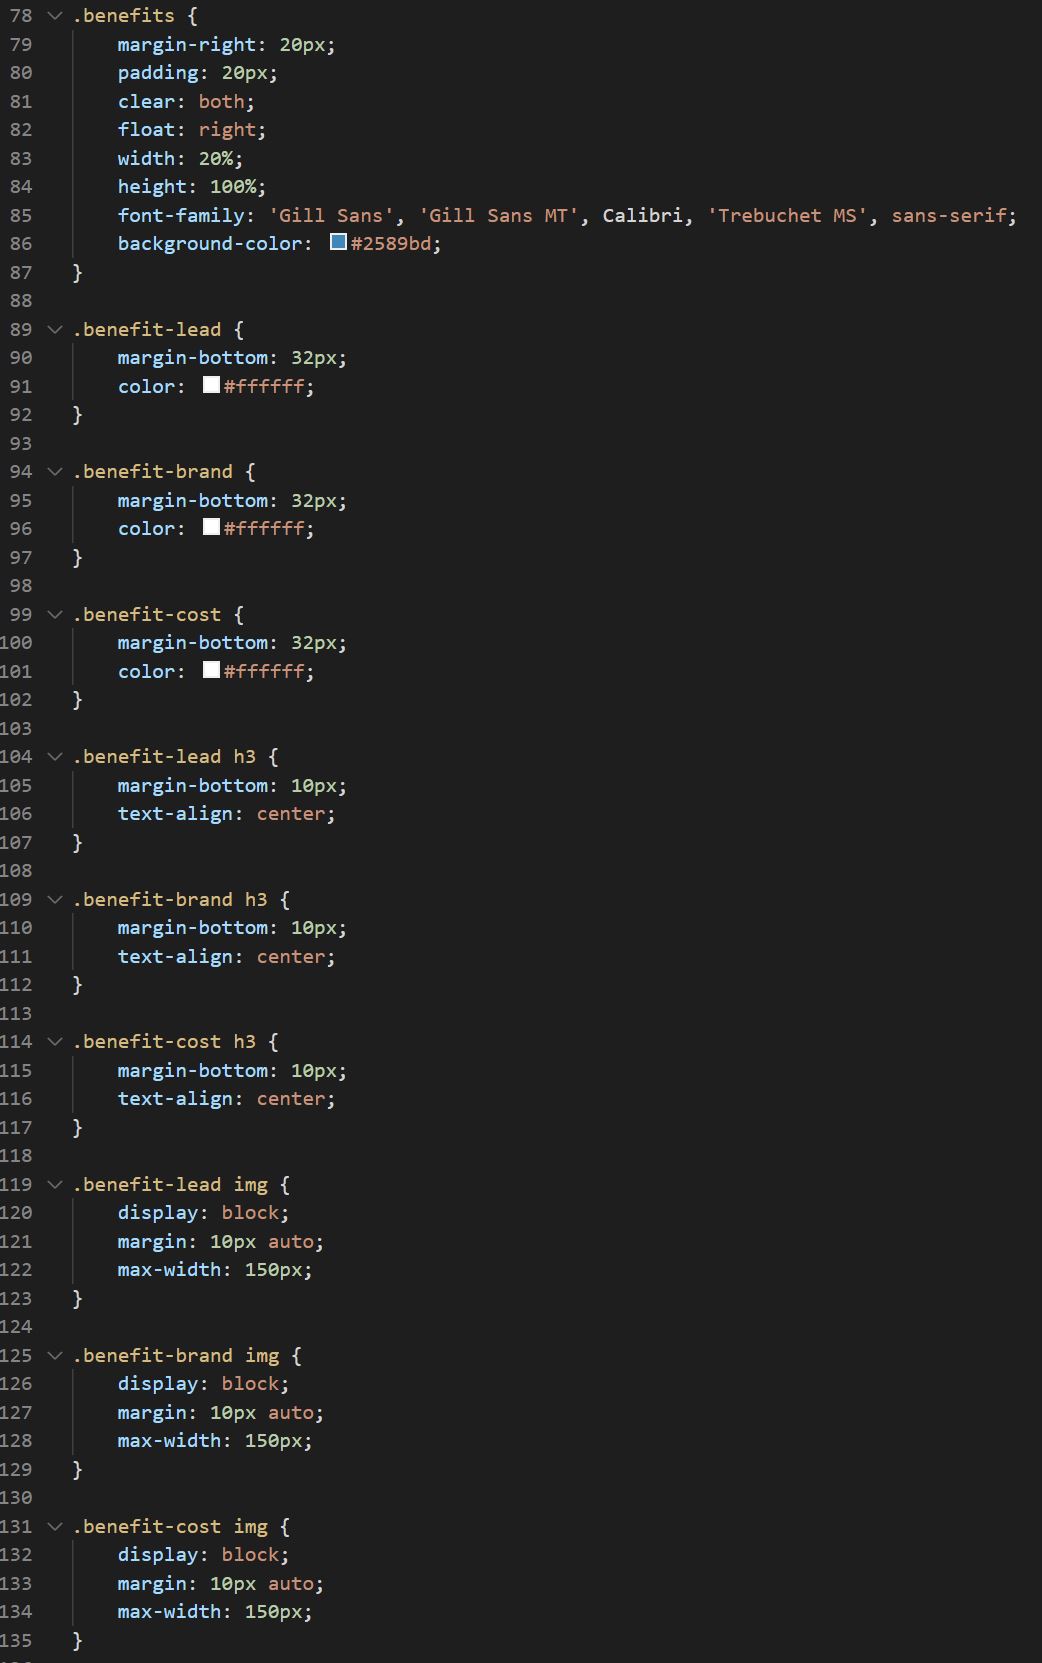 78 .benefits {
79 margin-right: 20px;
80 padding: 20px;
81 clear: both;
82 float: right;
83 width: 20%;
84 height: 100%;
85 font-family: 'Gill Sans', 'Gill Sans MT', Calibri, 'Trebuchet MS', sans-serif;
86 background-color: #2589bd;
87 }
88
89 .benefit-lead {
90 margin-bottom: 32px;
91 color: #ffffff;
92 }
93
94 .benefit-brand {
95 margin-bottom: 32px;
96 color: #ffffff;
97 }
98
99 .benefit-cost {
100 margin-bottom: 32px;
101 color: #ffffff;
102 }
103
104 .benefit-lead h3 {
105 margin-bottom: 10px;
106 text-align: center;
107 }
108
109 .benefit-brand h3 {
110 margin-bottom: 10px;
111 text-align: center;
112 }
113
114 .benefit-cost h3 {
115 margin-bottom: 10px;
116 text-align: center;
117 }
118
119 .benefit-lead img {
120 display: block;
121 margin: 10px auto;
122 max-width: 150px;
123 }
124
125 .benefit-brand img {
126 display: block;
127 margin: 10px auto;
128 max-width: 150px;
129 }
130
131 .benefit-cost img {
132 display: block;
133 margin: 10px auto;
134 max-width: 150px;
135 }